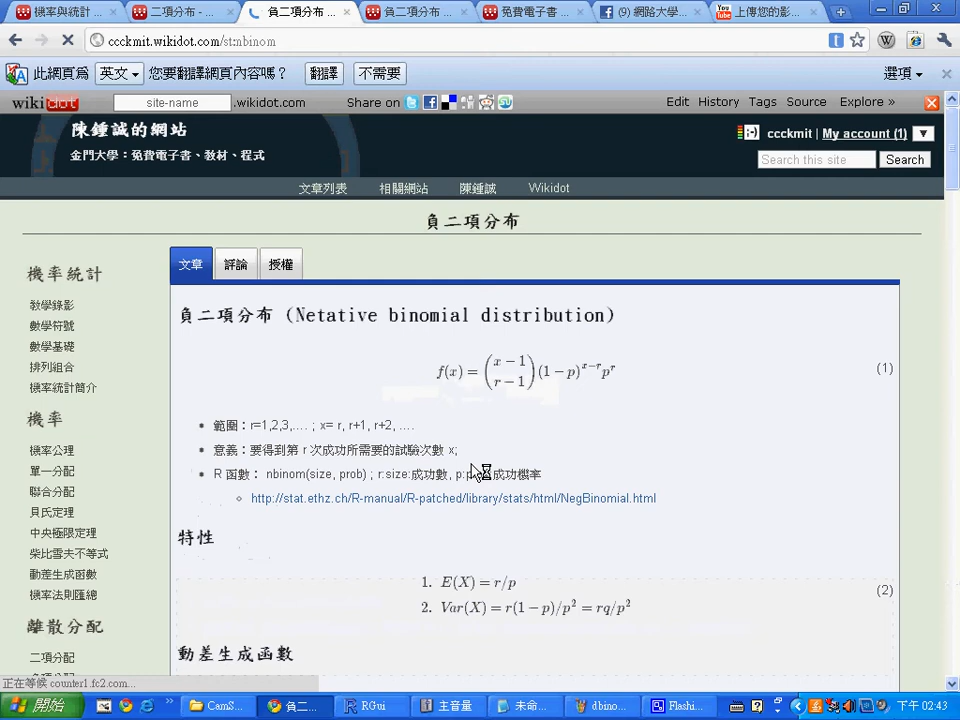 機率與統計
二項分布 -
負二項分布
負二項分布
免費電子書
(9) 網路大學
上傳您的影
ccckmit.wikidot.com/st:nbinom
此網頁為 英文 您要翻譯網頁內容嗎？ 翻譯 不需要 選項
wikidot site-name .wikidot.com Share on Edit History Tags Source Explore »
陳鍾誠的網站
金門大學：免費電子書、教材、程式
ccckmit | My account (1)
Search this site Search
文章列表 相關網站 陳鍾誠 Wikidot
負二項分布
文章 評論 授權
機率統計
教學錄影
數學符號
數學基礎
排列組合
機率統計簡介
機率
機率公理
單一分配
聯合分配
貝氏定理
中央極限定理
柴比雪夫不等式
動差生成函數
機率法則匯總
離散分配
二項分配
負二項分布 (Netative binomial distribution)
f(x) = (x − 1 r − 1) (1 − p)^{x−r} p^r (1)
範圍：r=1,2,3,.... ; x= r, r+1, r+2, ....
意義：要得到第 r 次成功所需要的試驗次數 x;
R 函數： nbinom(size, prob) ; r:size:成功數, p:p 成功機率
http://stat.ethz.ch/R-manual/R-patched/library/stats/html/NegBinomial.html
特性
1. E(X) = r/p
2. Var(X) = r(1 − p)/p² = rq/p² (2)
動差生成函數
正在等候 counter1.fc2.com...
開始 CamS... 負二... RGui 主音量 未命... dbino... Flashi... 下午 02:43